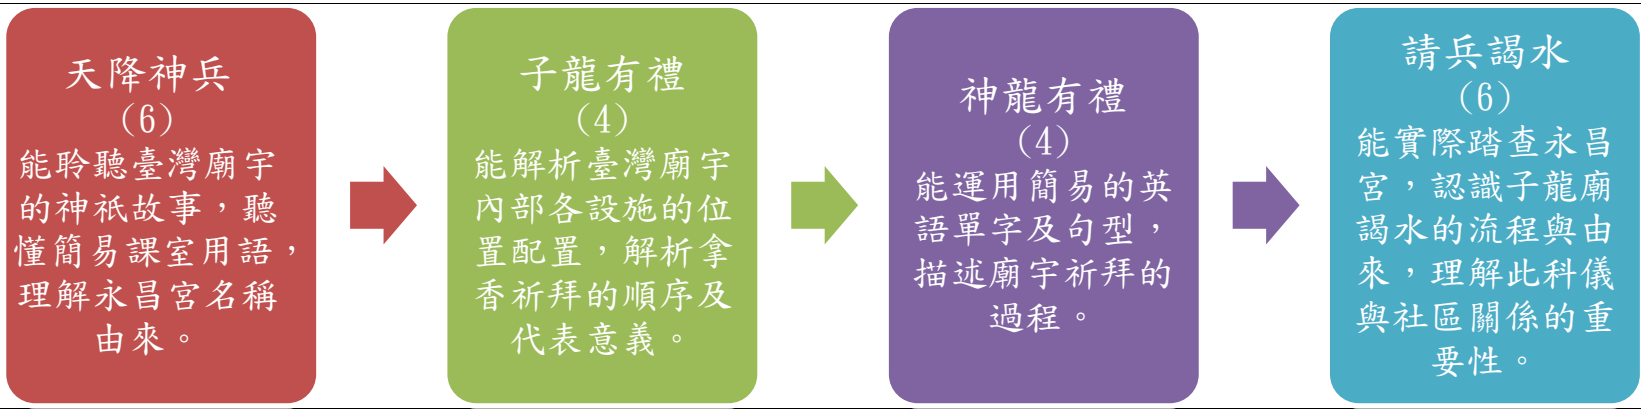 天降神兵
(6)
能聆聽臺灣廟宇
的神祇故事，聽
懂簡易課室用語，
理解永昌宮名稱
由來。
子龍有禮
(4)
能解析臺灣廟宇
內部各設施的位
置配置，解析拿
香祈拜的順序及
代表意義。
神龍有禮
(4)
能運用簡易的英
語單字及句型，
描述廟宇祈拜的
過程。
請兵謁水
(6)
能實際踏查永昌
宮，認識子龍廟
謁水的流程與由
來，理解此科儀
與社區關係的重
要性。